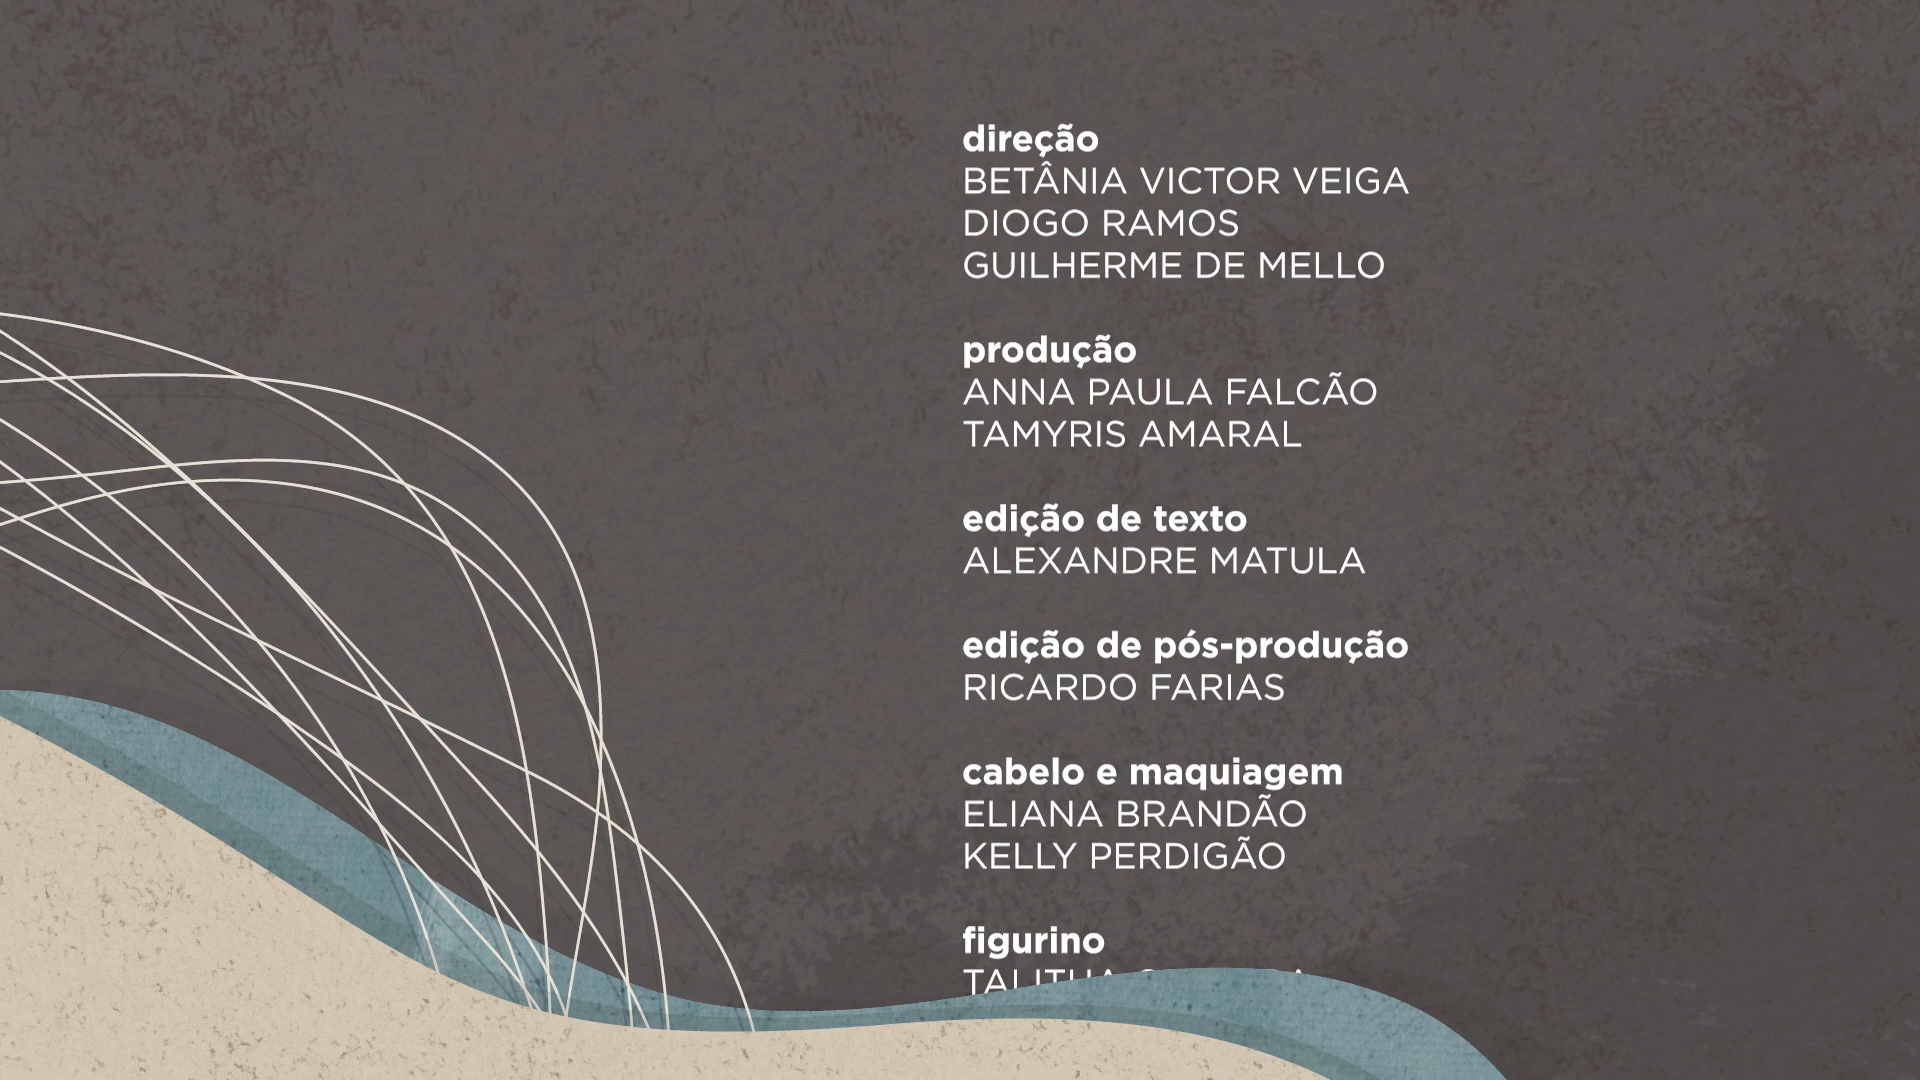 direção
BETÂNIA VICTOR VEIGA
DIOGO RAMOS
GUILHERME DE MELLO
produção
ANNA PAULA FALCÃO
TAMYRIS AMARAL
edição de texto
ALEXANDRE MATULA
edição de pós-produção
RICARDO FARIAS
cabelo e maquiagem
ELIANA BRANDÃO
KELLY PERDIGÃO
figurino
TALITHA